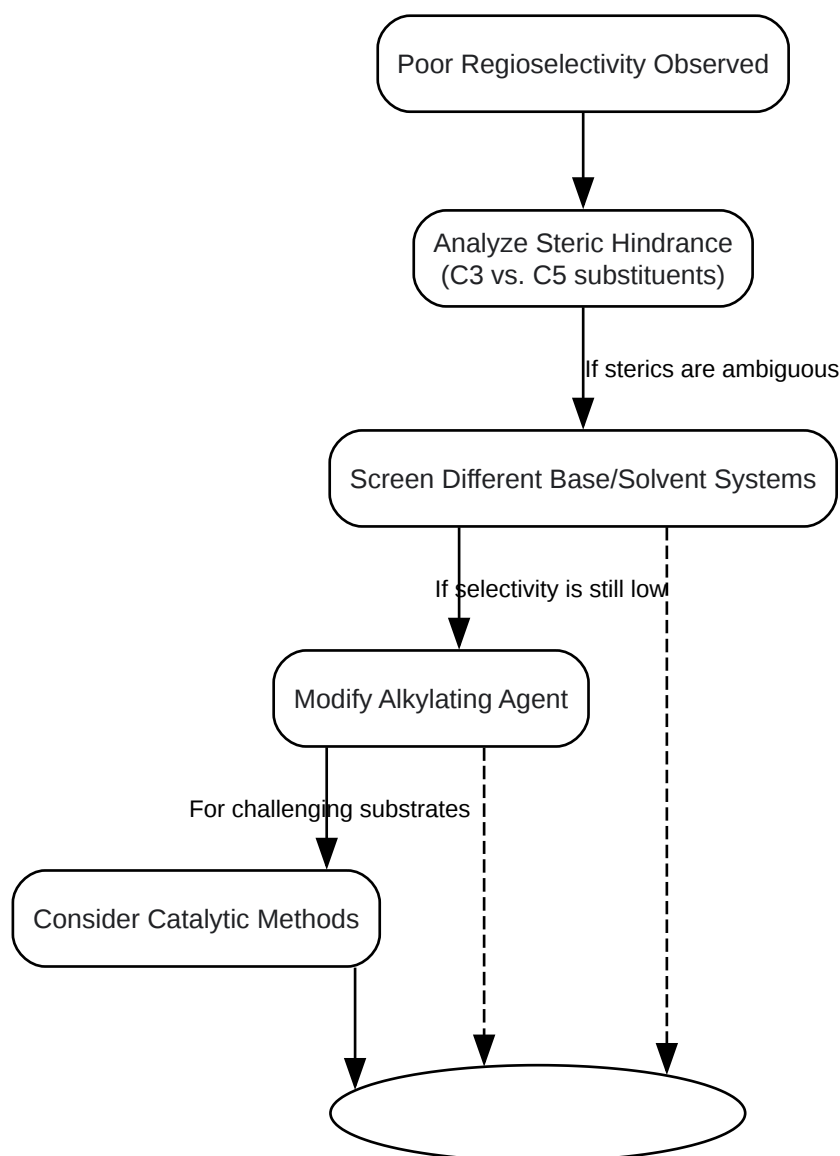 Poor Regioselectivity Observed
Analyze Steric Hindrance
(C3 vs. C5 substituents)
If sterics are ambiguous
Screen Different Base/Solvent Systems
If selectivity is still low
Modify Alkylating Agent
For challenging substrates
Consider Catalytic Methods